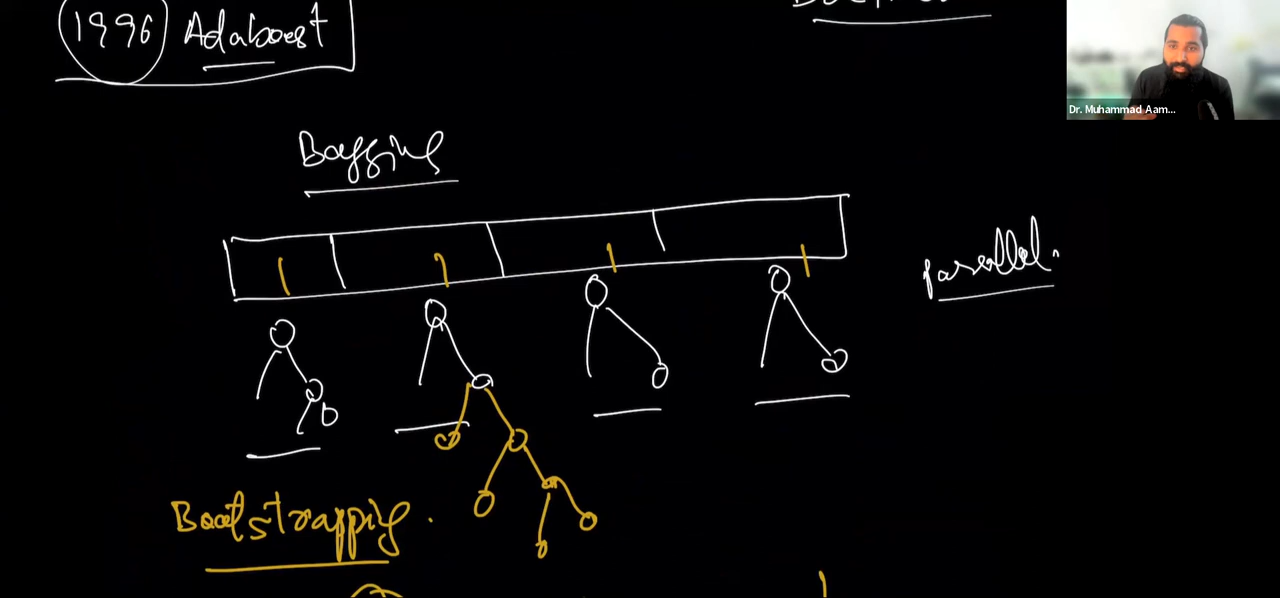 1996 Adaboost
Dr. Muhammad Aam...
Bagging
parallel.
Bootstrapping.